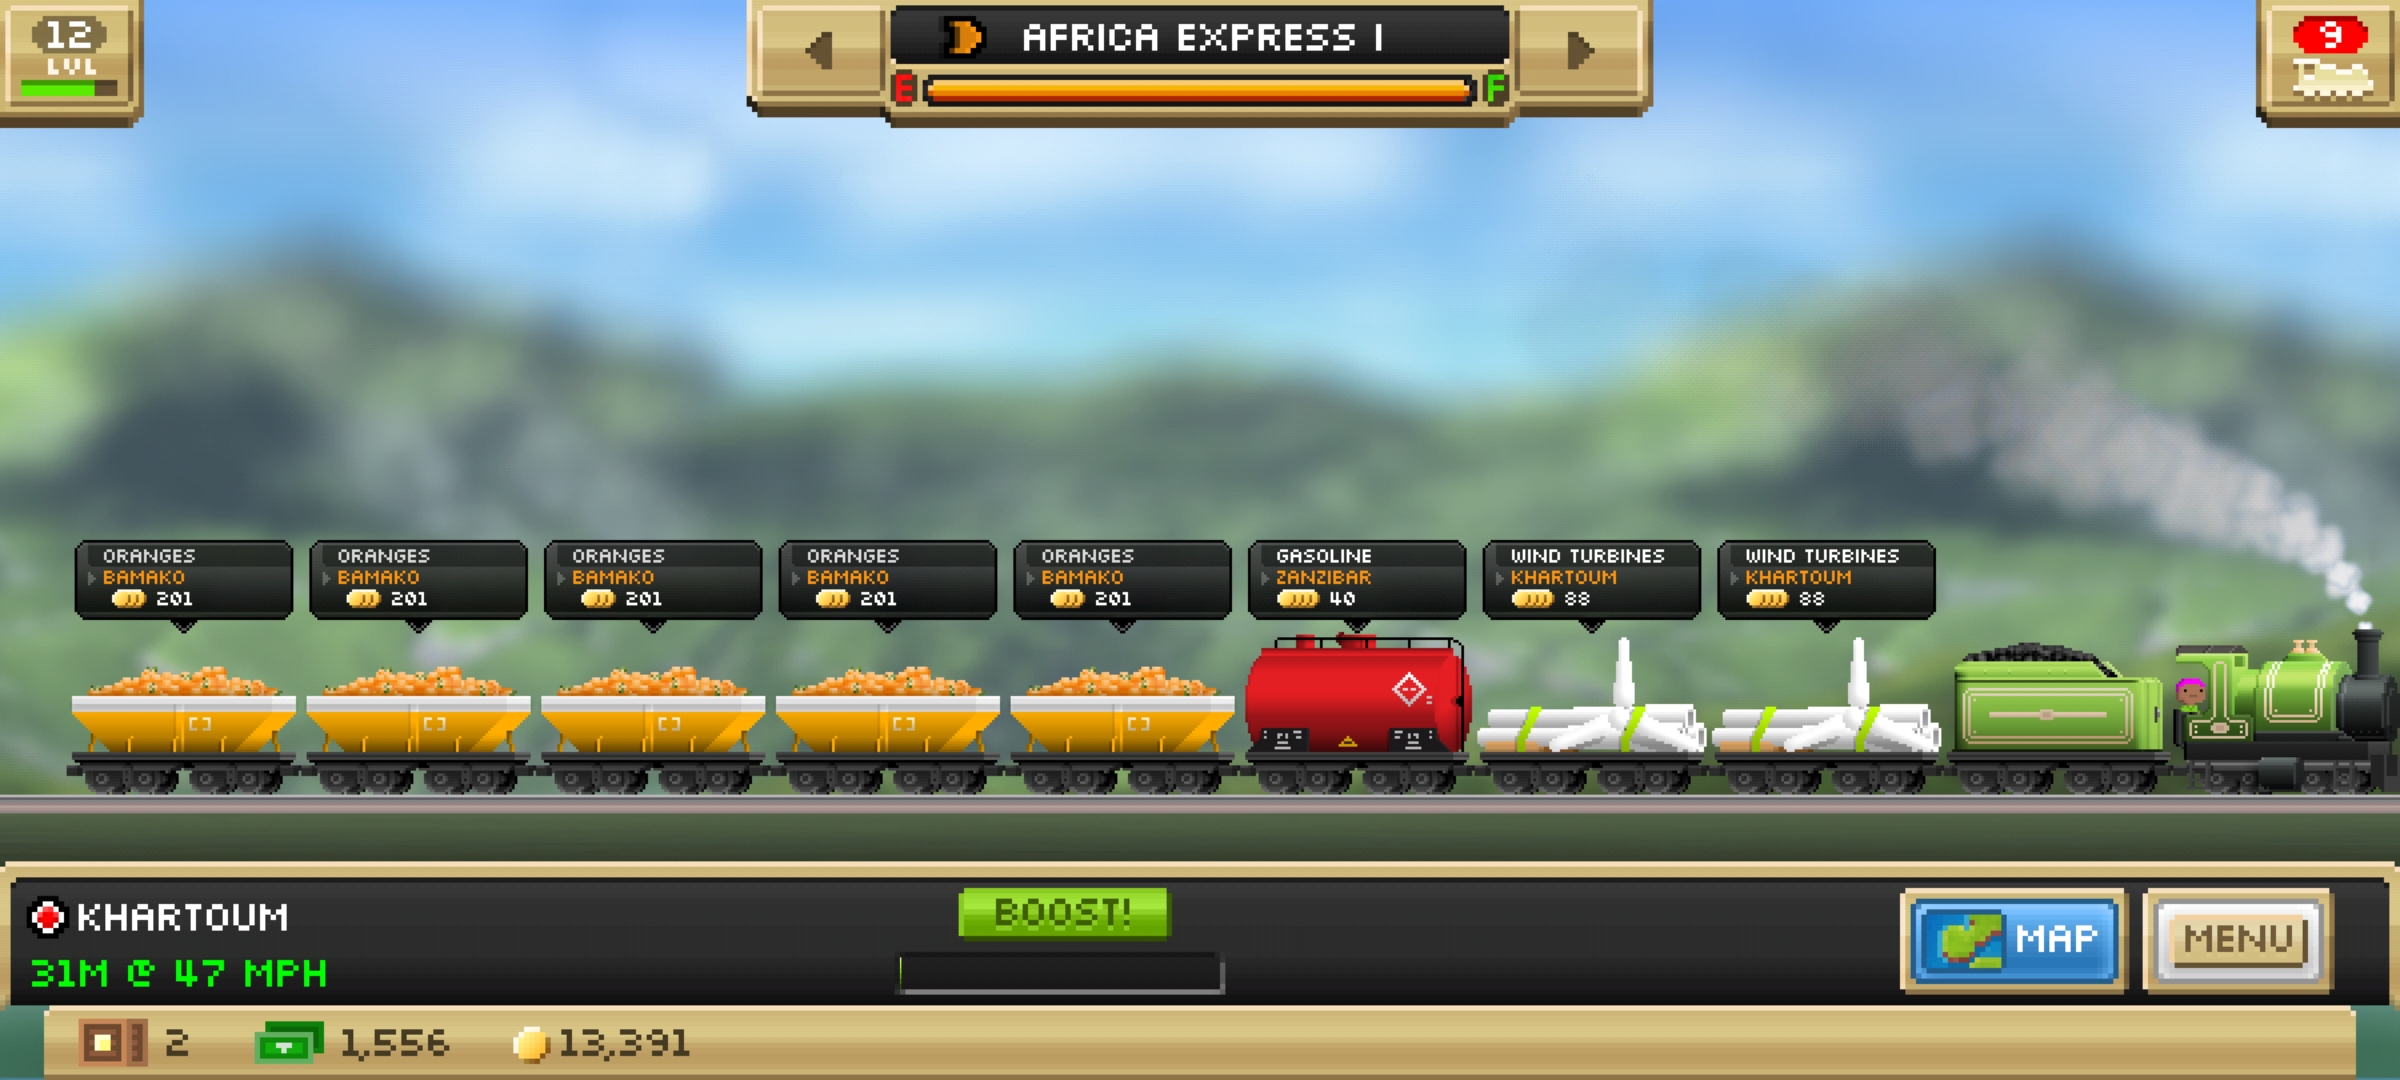 12
LVL
AFRICA EXPRESS I
E
F
9
ORANGES
BAMAKO
201
ORANGES
BAMAKO
201
ORANGES
BAMAKO
201
ORANGES
BAMAKO
201
ORANGES
BAMAKO
201
GASOLINE
ZANZIBAR
40
WIND TURBINES
KHARTOUM
88
WIND TURBINES
KHARTOUM
88
KHARTOUM
31M @ 47 MPH
BOOST!
MAP
MENU
2
1,556
13,391